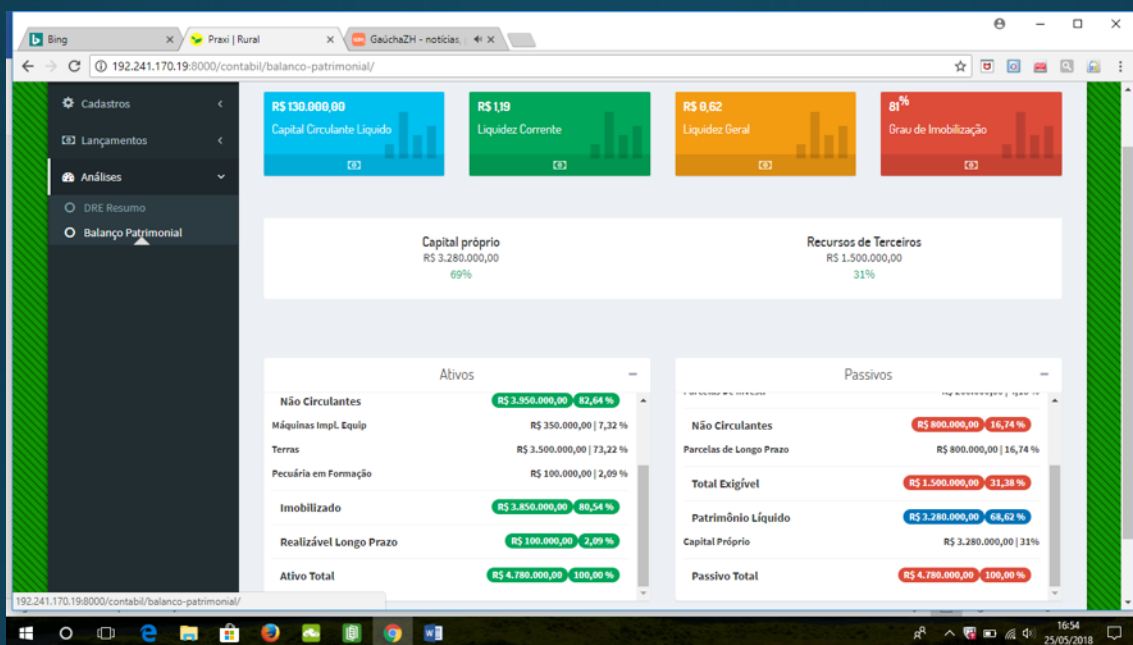 Bing
Praxi | Rural
GaúchaZH - notícias,
192.241.170.19:8000/contabil/balanco-patrimonial/
Cadastros
Lançamentos
Análises
DRE Resumo
Balanço Patrimonial
R$ 130.000,00
Capital Circulante Líquido
R$ 1,19
Liquidez Corrente
R$ 0,62
Liquidez Geral
81%
Grau de Imobilização
Capital próprio
R$ 3.280.000,00
69%
Recursos de Terceiros
R$ 1.500.000,00
31%
Ativos
Não Circulantes R$ 3.950.000,00 82,64 %
Máquinas Impl. Equip R$ 350.000,00 | 7,32 %
Terras R$ 3.500.000,00 | 73,22 %
Pecuária em Formação R$ 100.000,00 | 2,09 %
Imobilizado R$ 3.850.000,00 80,54 %
Realizável Longo Prazo R$ 100.000,00 2,09 %
Ativo Total R$ 4.780.000,00 100,00 %
Passivos
Não Circulantes R$ 800.000,00 16,74 %
Parcelas de Longo Prazo R$ 800.000,00 | 16,74 %
Total Exigível R$ 1.500.000,00 31,38 %
Patrimônio Líquido R$ 3.280.000,00 68,62 %
Capital Próprio R$ 3.280.000,00 | 31%
Passivo Total R$ 4.780.000,00 100,00 %
192.241.170.19:8000/contabil/balanco-patrimonial/
16:54
25/05/2018